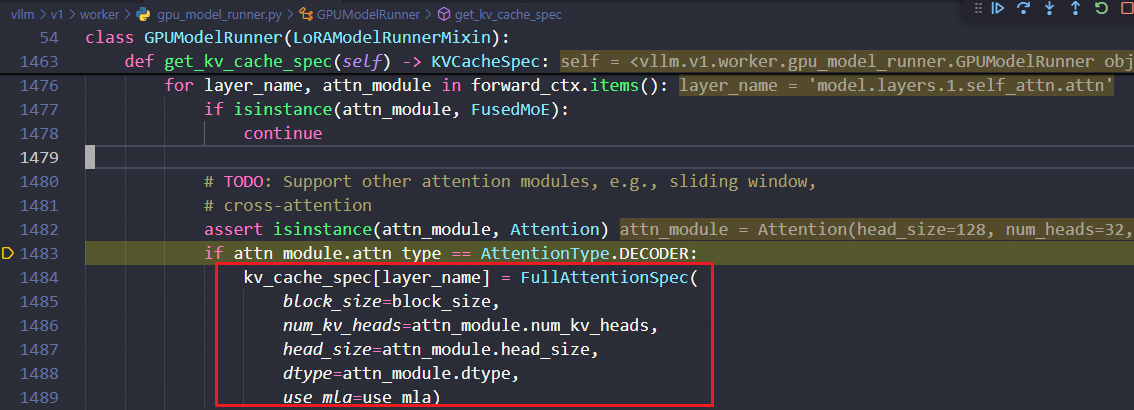 vllm > v1 > worker > gpu_model_runner.py > GPUModelRunner > get_kv_cache_spec
54 class GPUModelRunner(LoRAModelRunnerMixin):
1463 def get_kv_cache_spec(self) -> KVCacheSpec: self = <vllm.v1.worker.gpu_model_runner.GPUModelRunner obj
1476 for layer_name, attn_module in forward_ctx.items(): layer_name = 'model.layers.1.self_attn.attn'
1477 if isinstance(attn_module, FusedMoE):
1478 continue
1479
1480 # TODO: Support other attention modules, e.g., sliding window,
1481 # cross-attention
1482 assert isinstance(attn_module, Attention) attn_module = Attention(head_size=128, num_heads=32,
1483 if attn_module.attn_type == AttentionType.DECODER:
1484 kv_cache_spec[layer_name] = FullAttentionSpec(
1485 block_size=block_size,
1486 num_kv_heads=attn_module.num_kv_heads,
1487 head_size=attn_module.head_size,
1488 dtype=attn_module.dtype,
1489 use_mla=use_mla)